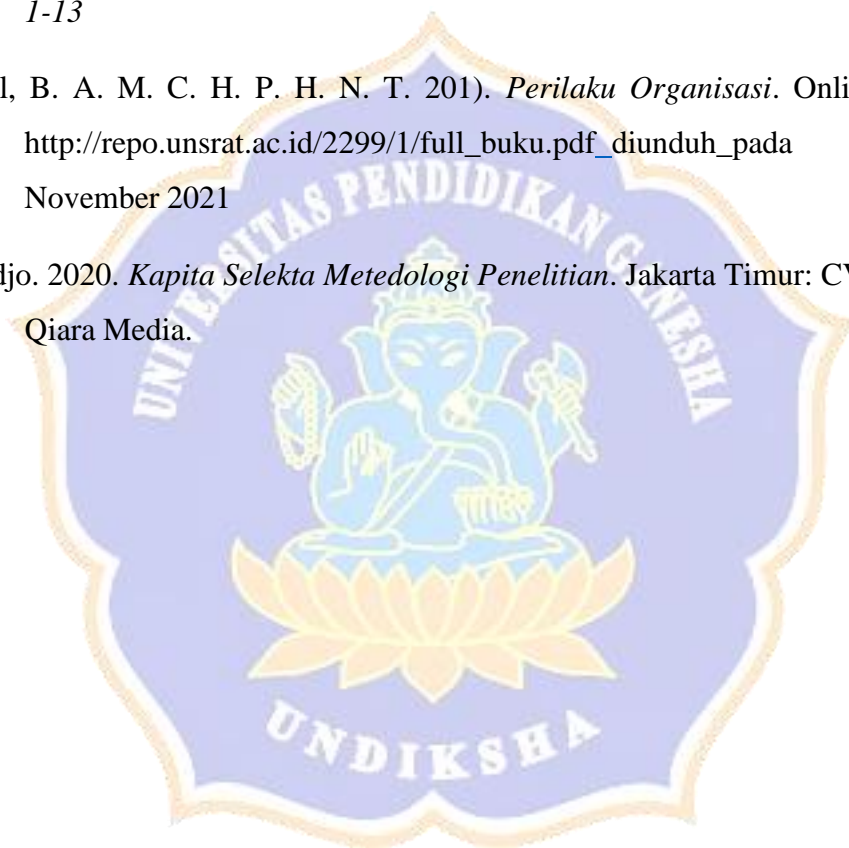 1-13
l, B. A. M. C. H. P. H. N. T. 201). Perilaku Organisasi. Onli
http://repo.unsrat.ac.id/2299/1/full_buku.pdf_diunduh_pada
November 2021
djo. 2020. Kapita Selekta Metedologi Penelitian. Jakarta Timur: CV
Qiara Media.
UNIVERSITAS PENDIDIKAN GANESHA
UNDIKSHA